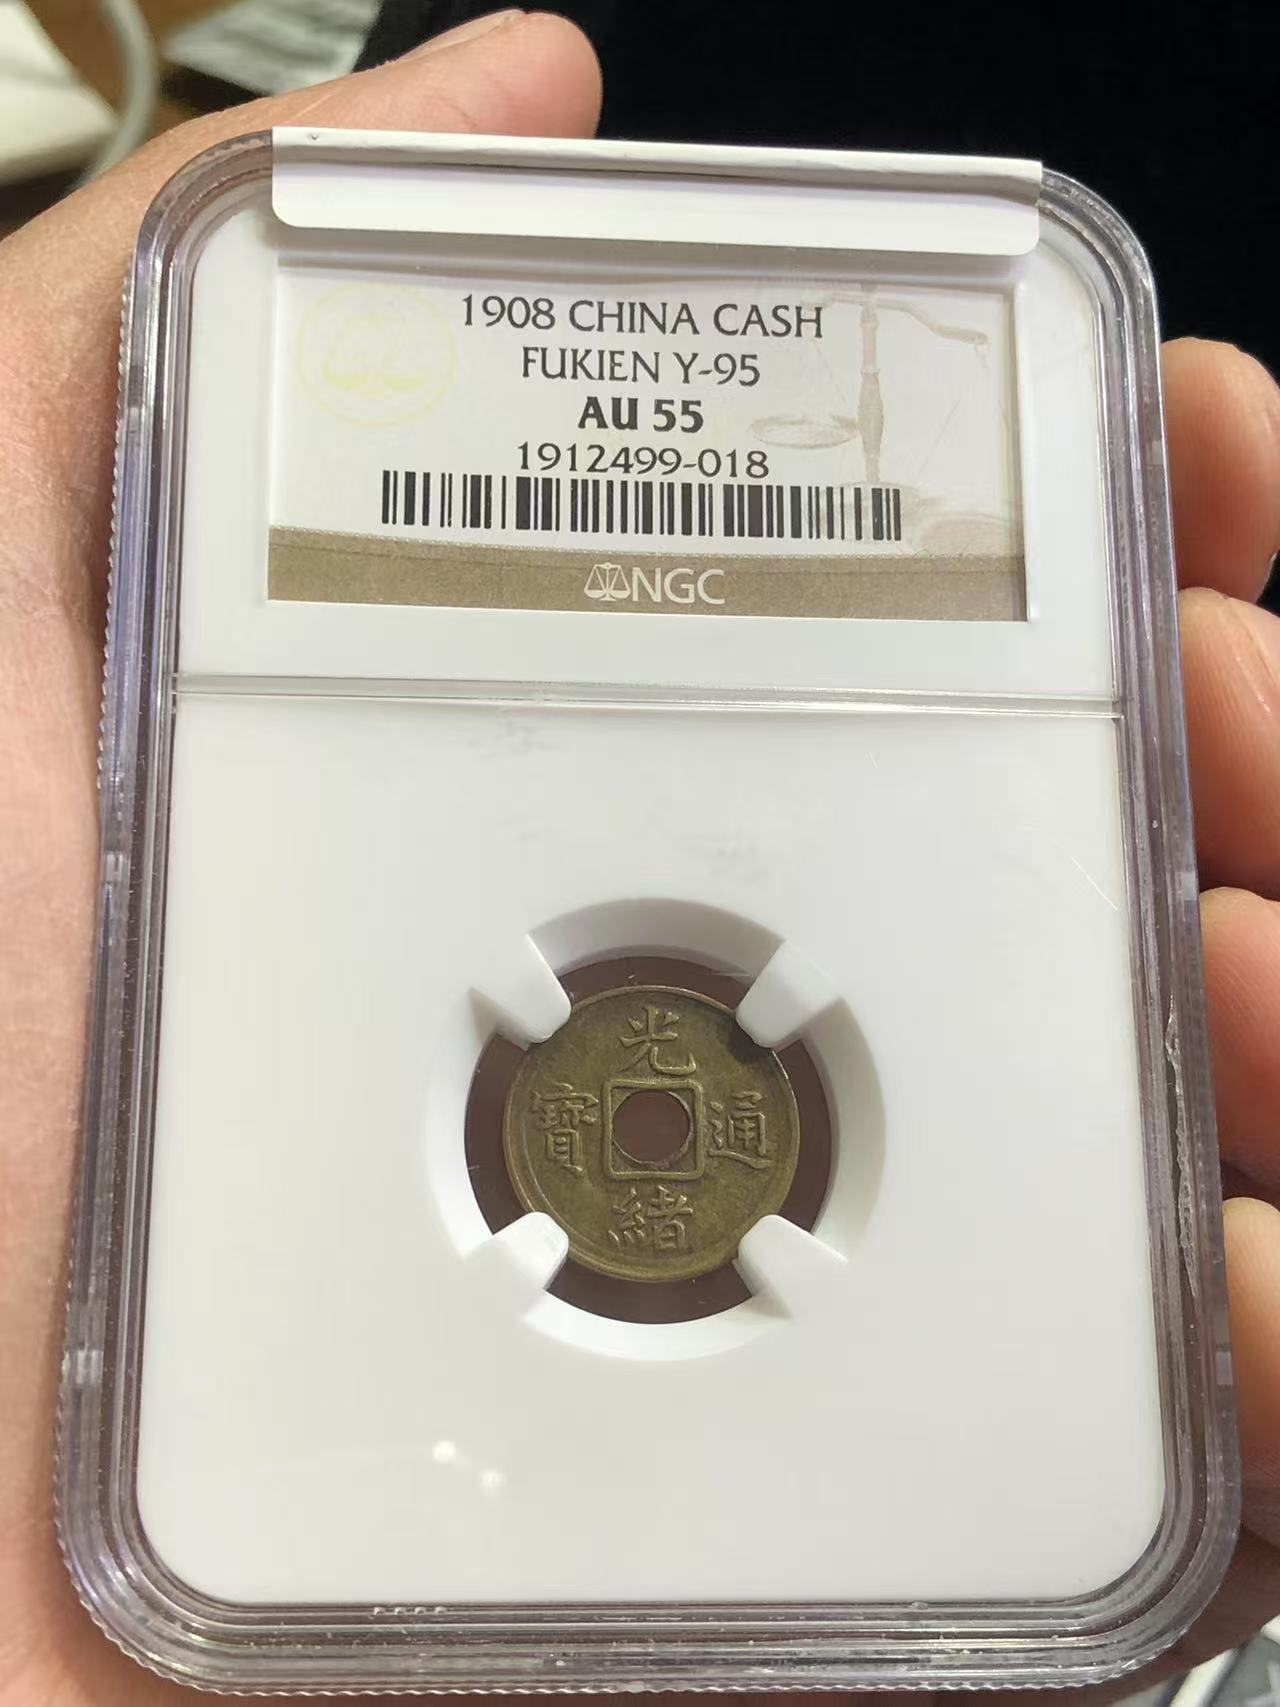 1908 CHINA CASH
FUKIEN Y-95
AU 55
1912499-018
NGC
光
寶 通
緒